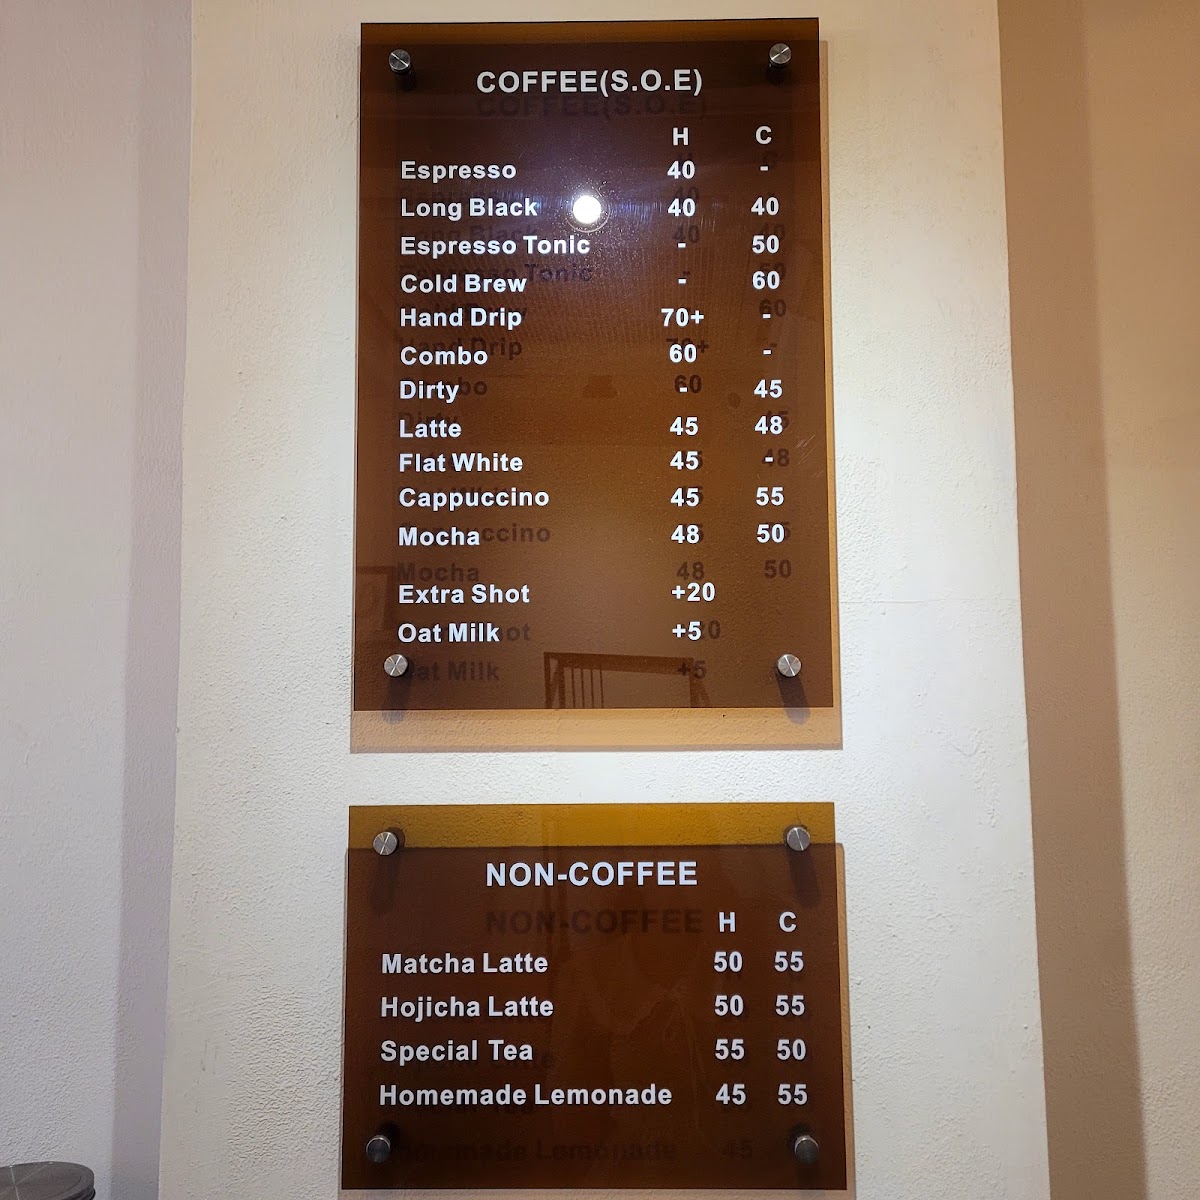 COFFEE(S.O.E)
H C
Espresso 40 -
Long Black 40 40
Espresso Tonic - 50
Cold Brew - 60
Hand Drip 70+ -
Combo 60 -
Dirty - 45
Latte 45 48
Flat White 45 -
Cappuccino 45 55
Mocha 48 50
Extra Shot +20
Oat Milk +5
NON-COFFEE
H C
Matcha Latte 50 55
Hojicha Latte 50 55
Special Tea 55 50
Homemade Lemonade 45 55